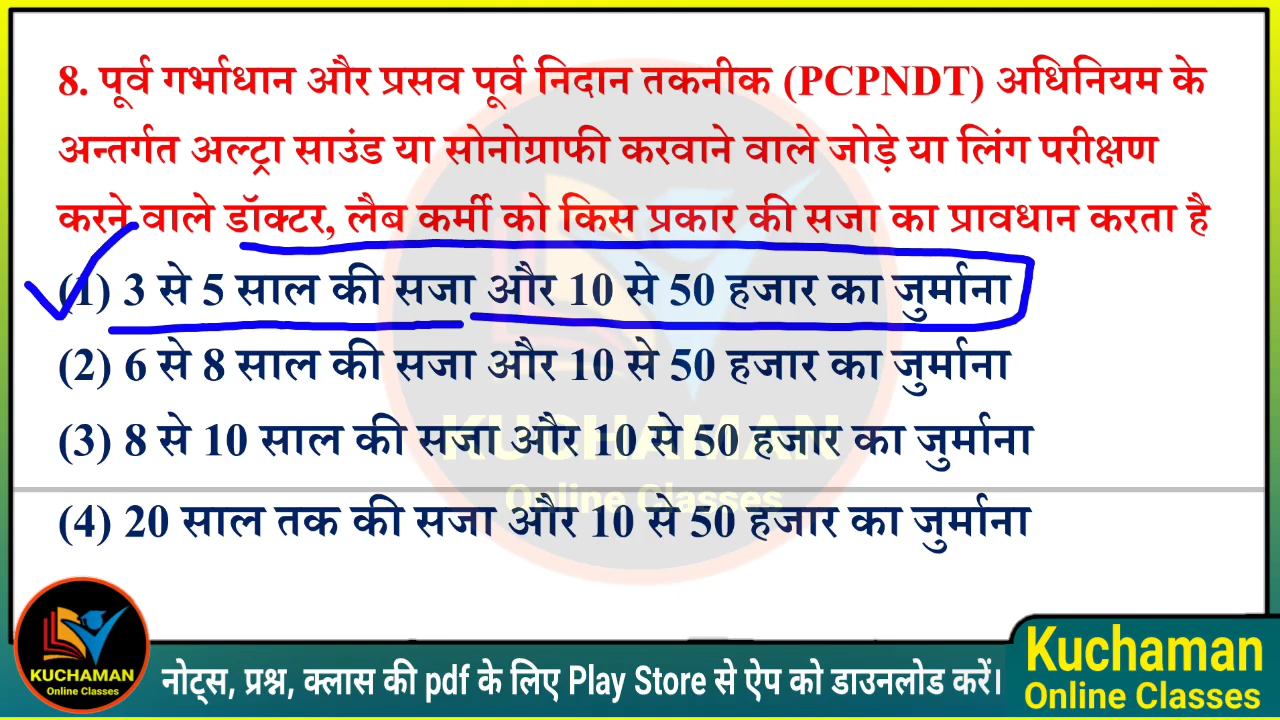 8. पूर्व गर्भाधान और प्रसव पूर्व निदान तकनीक (PCPNDT) अधिनियम के
अन्तर्गत अल्ट्रा साउंड या सोनोग्राफी करवाने वाले जोड़े या लिंग परीक्षण
करने वाले डॉक्टर, लैब कर्मी को किस प्रकार की सजा का प्रावधान करता है
(1) 3 से 5 साल की सजा और 10 से 50 हजार का जुर्माना
(2) 6 से 8 साल की सजा और 10 से 50 हजार का जुर्माना
(3) 8 से 10 साल की सजा और 10 से 50 हजार का जुर्माना
(4) 20 साल तक की सजा और 10 से 50 हजार का जुर्माना
KUCHAMAN
Online Classes
KUCHAMAN
Online Classes
नोट्स, प्रश्न, क्लास की pdf के लिए Play Store से ऐप को डाउनलोड करें।
Kuchaman
Online Classes